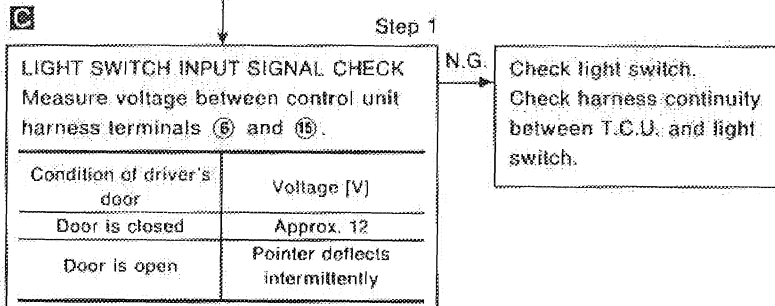 C
Step 1
LIGHT SWITCH INPUT SIGNAL CHECK
Measure voltage between control unit
harness terminals ⑥ and ⑮.
Condition of driver's
door
Voltage [V]
Door is closed
Approx. 12
Door is open
Pointer deflects
intermittently
N.G.
Check light switch.
Check harness continuity
between T.C.U. and light
switch.